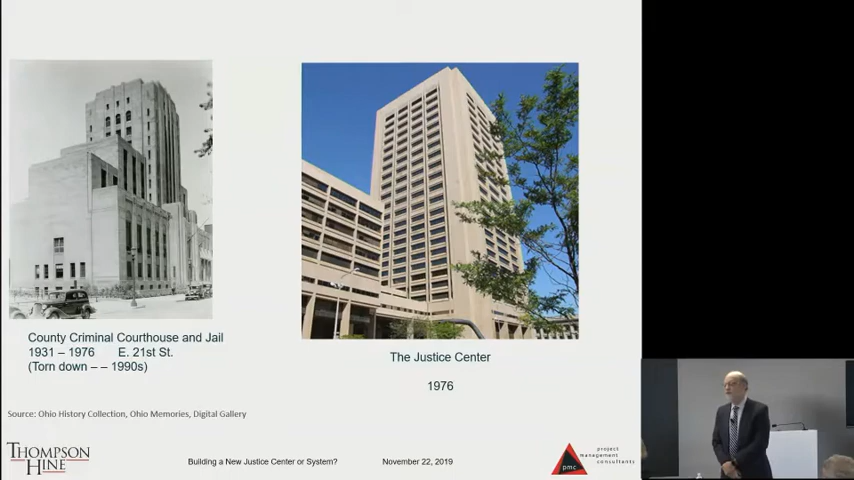 County Criminal Courthouse and Jail
1931 – 1976 E. 21st St.
(Torn down – – 1990s)
The Justice Center
1976
Source: Ohio History Collection, Ohio Memories, Digital Gallery
THOMPSON
HINE
Building a New Justice Center or System?
November 22, 2019
pmc
project
management
consultants